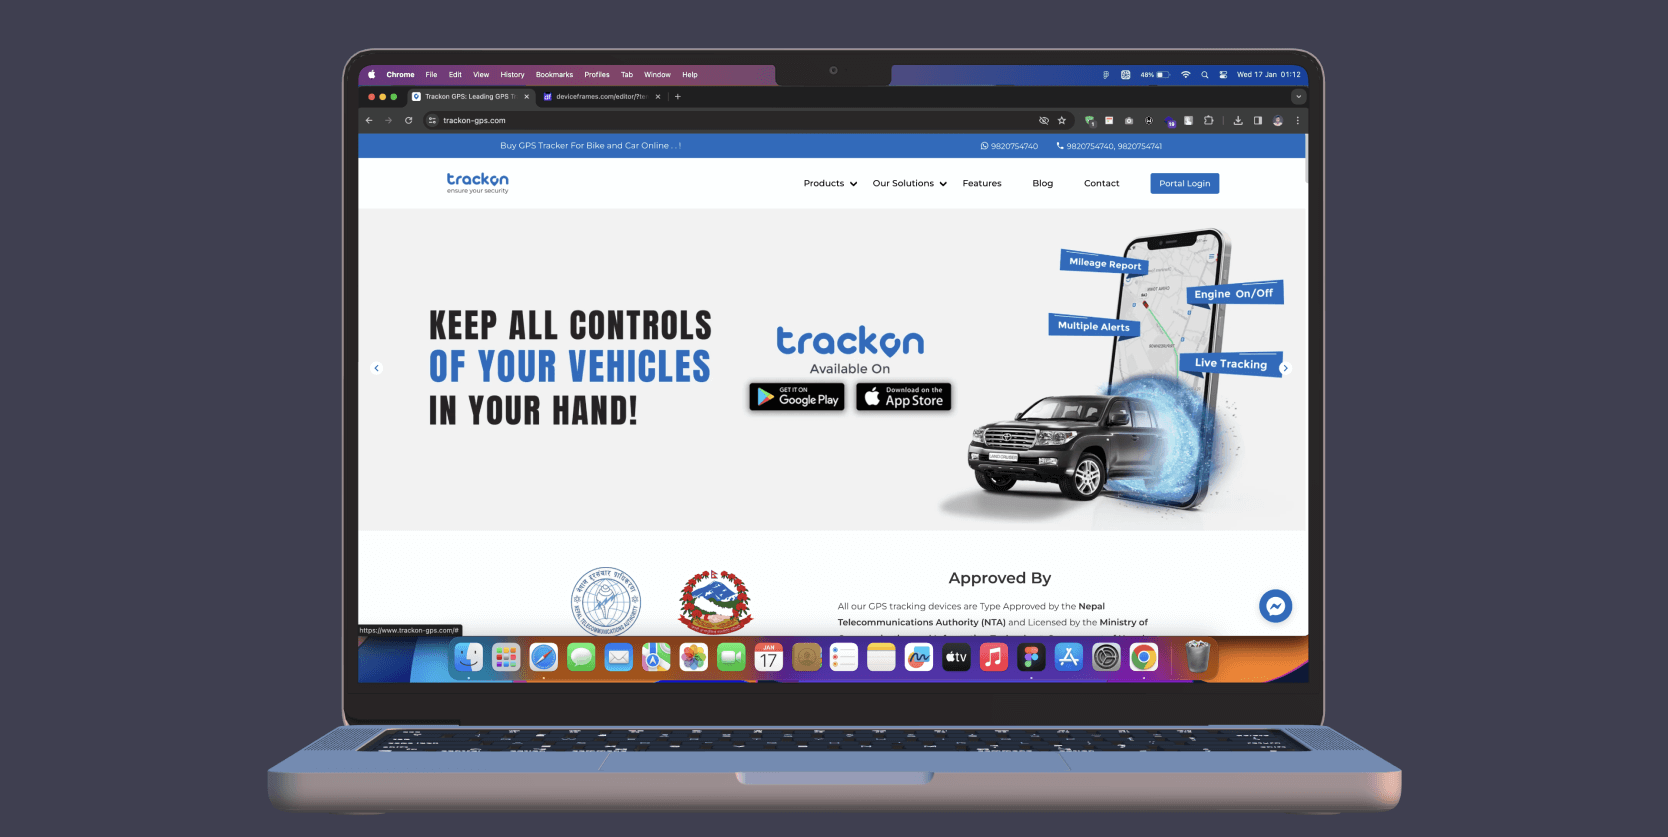 Chrome File Edit View History Bookmarks Profiles Tab Window Help 48% Wed 17 Jan 01:12
Trackon GPS: Leading GPS T deviceframes.com/editor/?te
trackon-gps.com
Buy GPS Tracker For Bike and Car Online . . ! 9820754740 9820754740, 9820754741
trackon
ensure your security
Products Our Solutions Features Blog Contact Portal Login
KEEP ALL CONTROLS
OF YOUR VEHICLES
IN YOUR HAND!
trackon
Available On
GET IT ON
Google Play
Download on the
App Store
Mileage Report
Engine On/Off
Multiple Alerts
Live Tracking
LAND CRUISER
NEPAL TELECOMMUNICATIONS AUTHORITY
Approved By
All our GPS tracking devices are Type Approved by the Nepal
Telecommunications Authority (NTA) and Licensed by the Ministry of
https://www.trackon-gps.com/#
JAN
17
tv